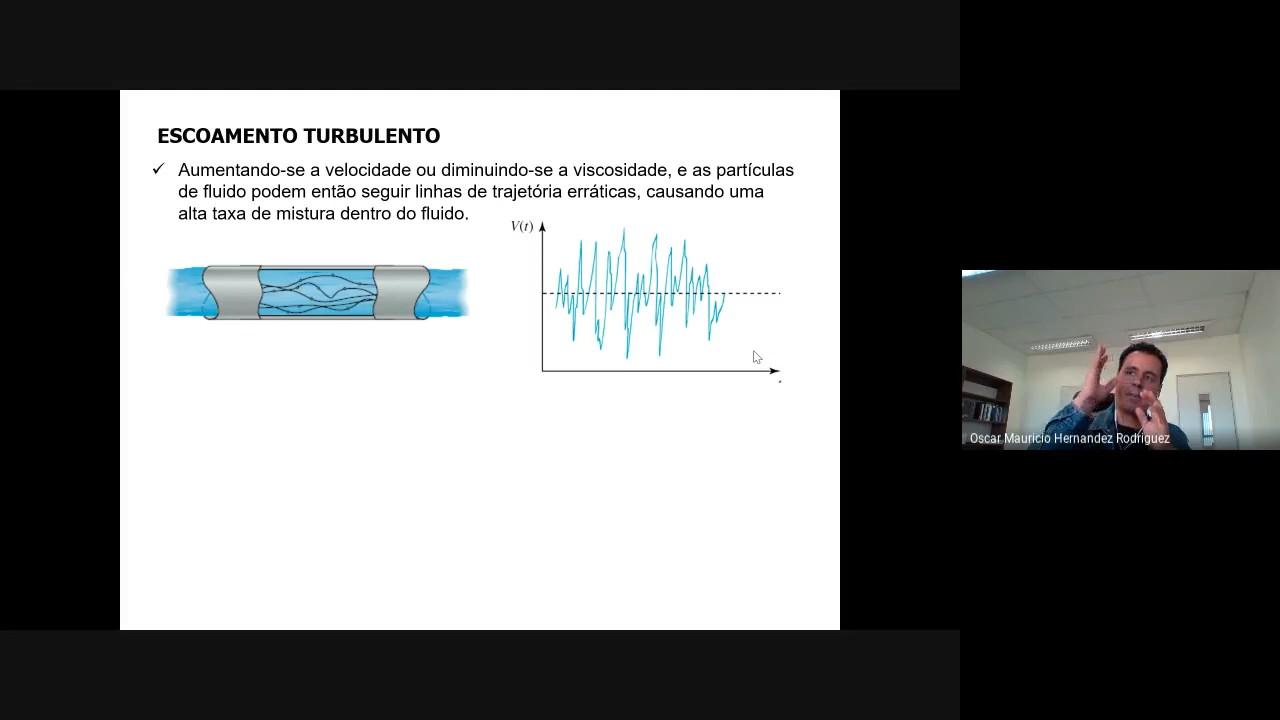 ESCOAMENTO TURBULENTO
✓ Aumentando-se a velocidade ou diminuindo-se a viscosidade, e as partículas
de fluido podem então seguir linhas de trajetória erráticas, causando uma
alta taxa de mistura dentro do fluido.
V(t)
Oscar Mauricio Hernandez Rodriguez